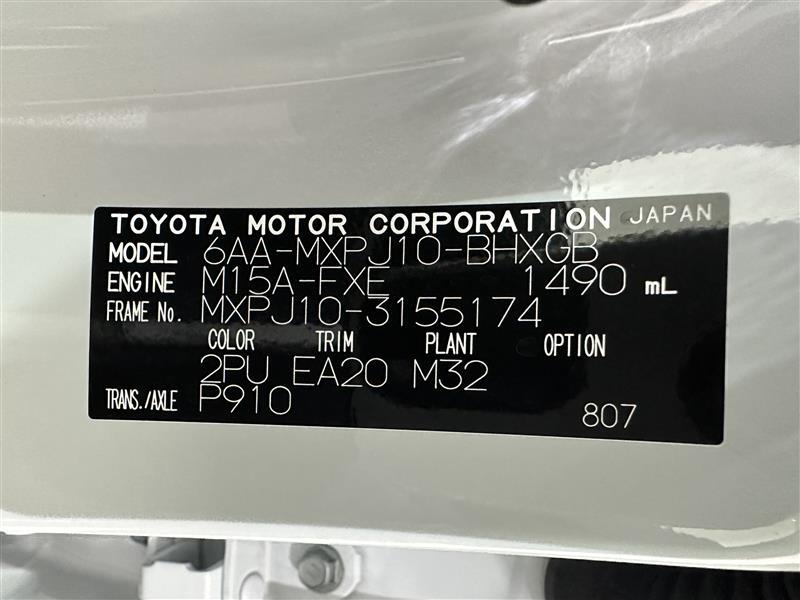 TOYOTA MOTOR CORPORATION JAPAN
MODEL 6AA-MXPJ10-BHXGB
ENGINE M15A-FXE 1490 mL
FRAME No. MXPJ10-3155174
COLOR TRIM PLANT OPTION
2PU EA20 M32
TRANS./AXLE P910 807